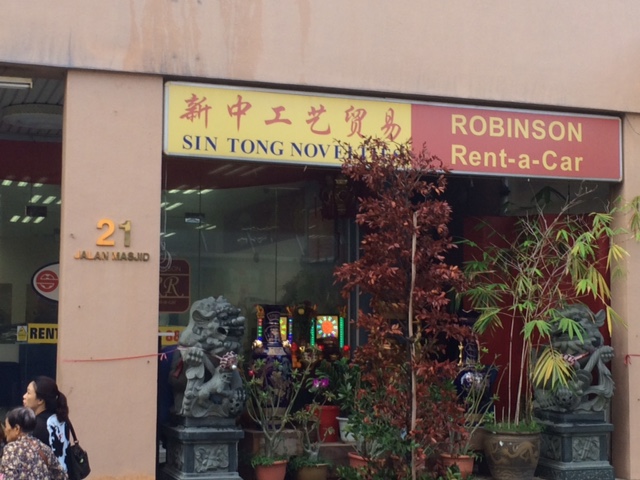 新中工艺贸易
SIN TONG
ROBINSON
Rent-a-Car
21
JALAN MASJID
RENT